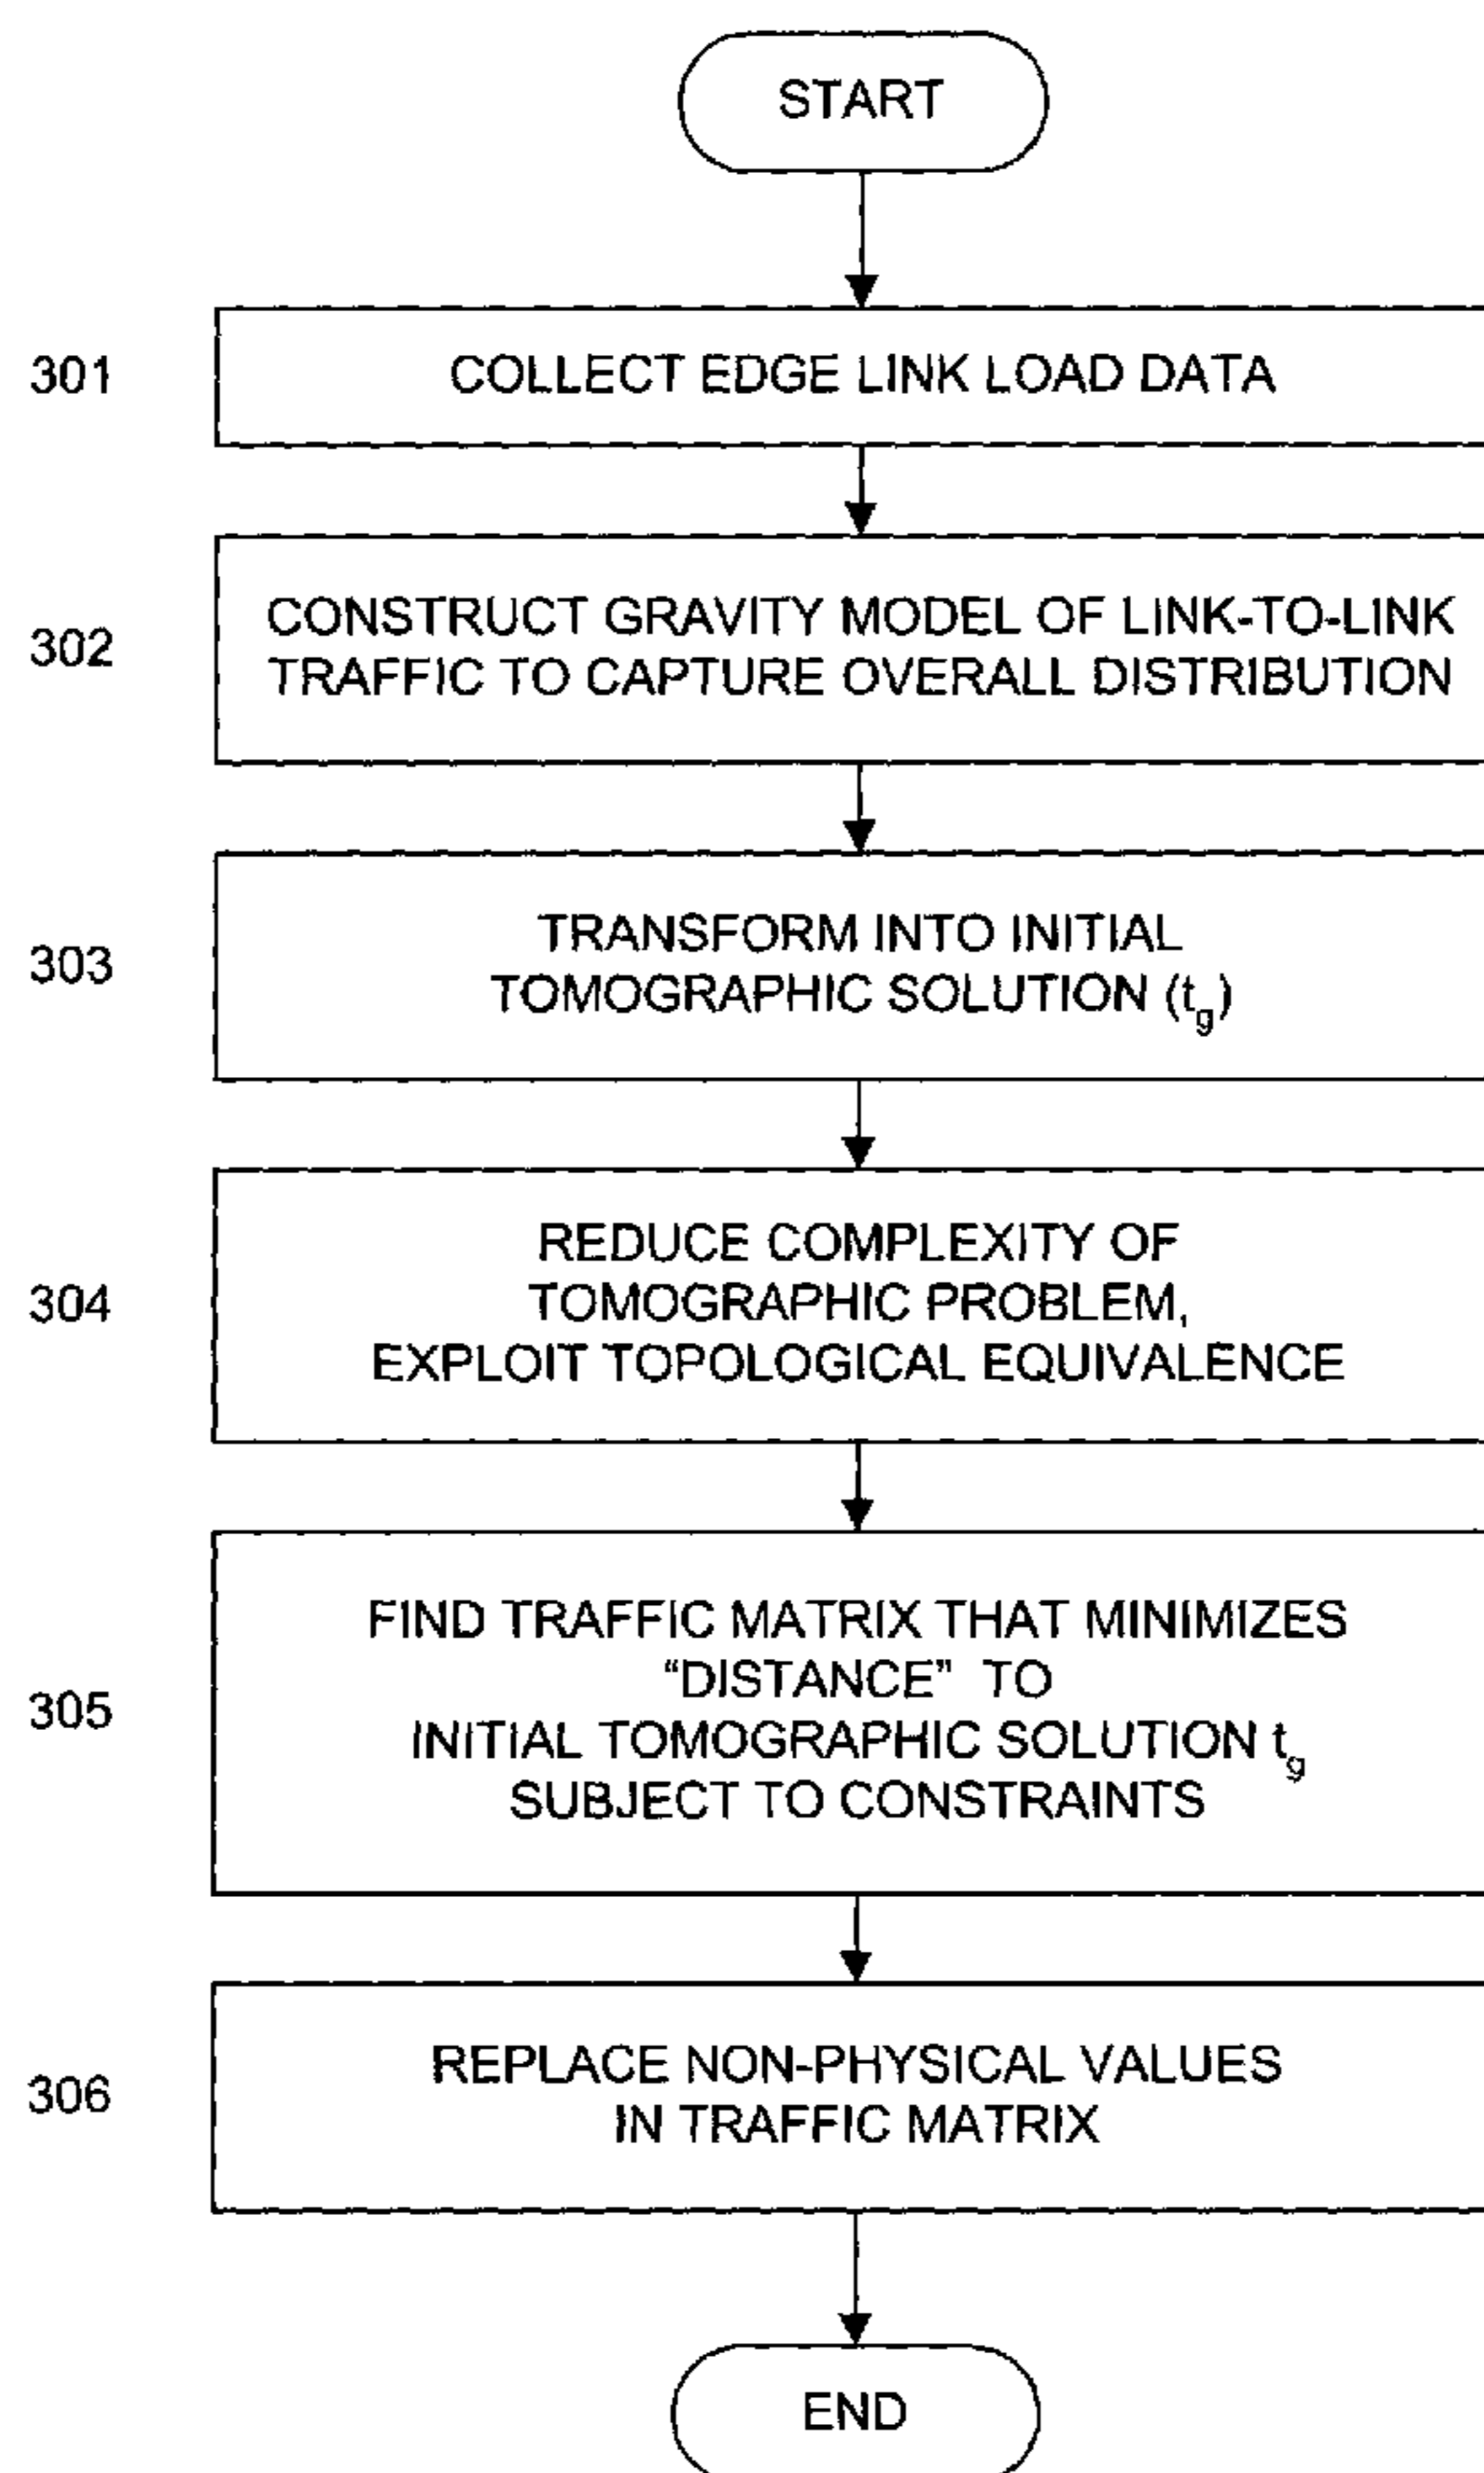 START
301
COLLECT EDGE LINK LOAD DATA
302
CONSTRUCT GRAVITY MODEL OF LINK-TO-LINK
TRAFFIC TO CAPTURE OVERALL DISTRIBUTION
303
TRANSFORM INTO INITIAL
TOMOGRAPHIC SOLUTION (tg)
304
REDUCE COMPLEXITY OF
TOMOGRAPHIC PROBLEM,
EXPLOIT TOPOLOGICAL EQUIVALENCE
305
FIND TRAFFIC MATRIX THAT MINIMIZES
“DISTANCE” TO
INITIAL TOMOGRAPHIC SOLUTION tg
SUBJECT TO CONSTRAINTS
306
REPLACE NON-PHYSICAL VALUES
IN TRAFFIC MATRIX
END